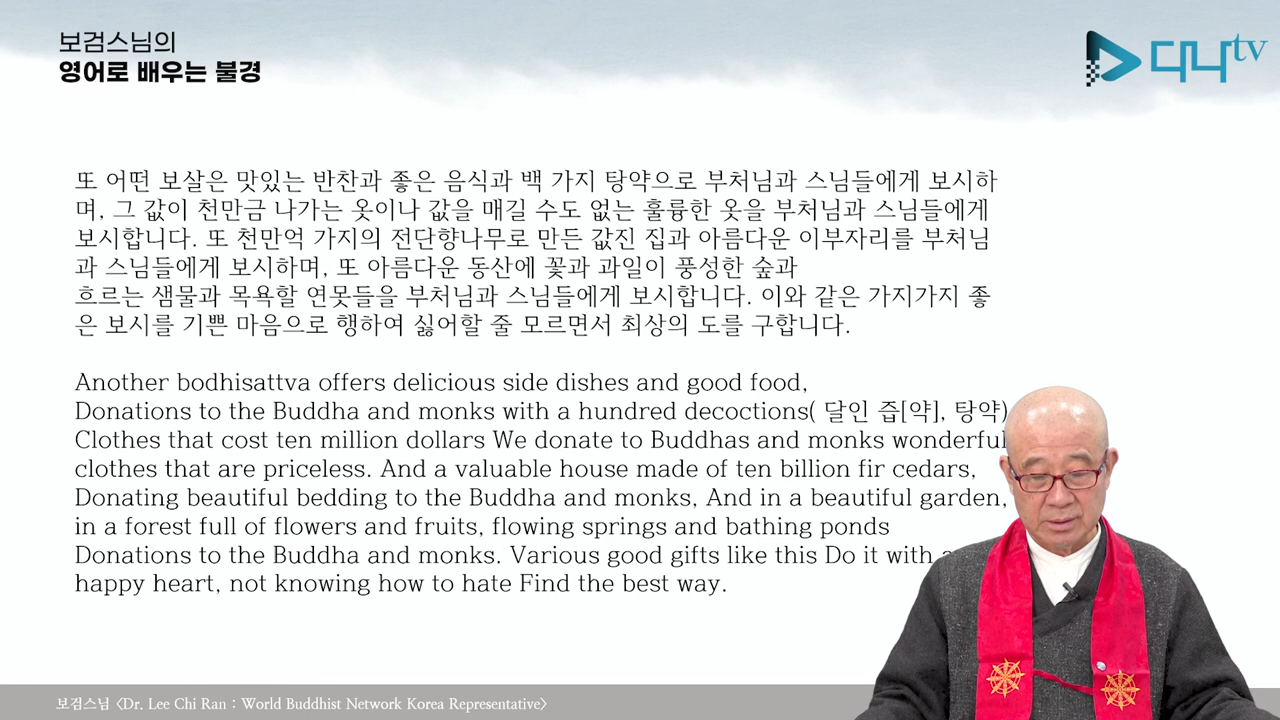 보검스님의
영어로 배우는 불경
디나tv
또 어떤 보살은 맛있는 반찬과 좋은 음식과 백 가지 탕약으로 부처님과 스님들에게 보시하
며, 그 값이 천만금 나가는 옷이나 값을 매길 수도 없는 훌륭한 옷을 부처님과 스님들에게
보시합니다. 또 천만억 가지의 전단향나무로 만든 값진 집과 아름다운 이부자리를 부처님
과 스님들에게 보시하며, 또 아름다운 동산에 꽃과 과일이 풍성한 숲과
흐르는 샘물과 목욕할 연못들을 부처님과 스님들에게 보시합니다. 이와 같은 가지가지 좋
은 보시를 기쁜 마음으로 행하여 싫어할 줄 모르면서 최상의 도를 구합니다.
Another bodhisattva offers delicious side dishes and good food,
Donations to the Buddha and monks with a hundred decoctions( 달인 즙[약], 탕약)
Clothes that cost ten million dollars We donate to Buddhas and monks wonderful
clothes that are priceless. And a valuable house made of ten billion fir cedars,
Donating beautiful bedding to the Buddha and monks, And in a beautiful garden,
in a forest full of flowers and fruits, flowing springs and bathing ponds
Donations to the Buddha and monks. Various good gifts like this Do it with a
happy heart, not knowing how to hate Find the best way.
보검스님 <Dr. Lee Chi Ran : World Buddhist Network Korea Representative>